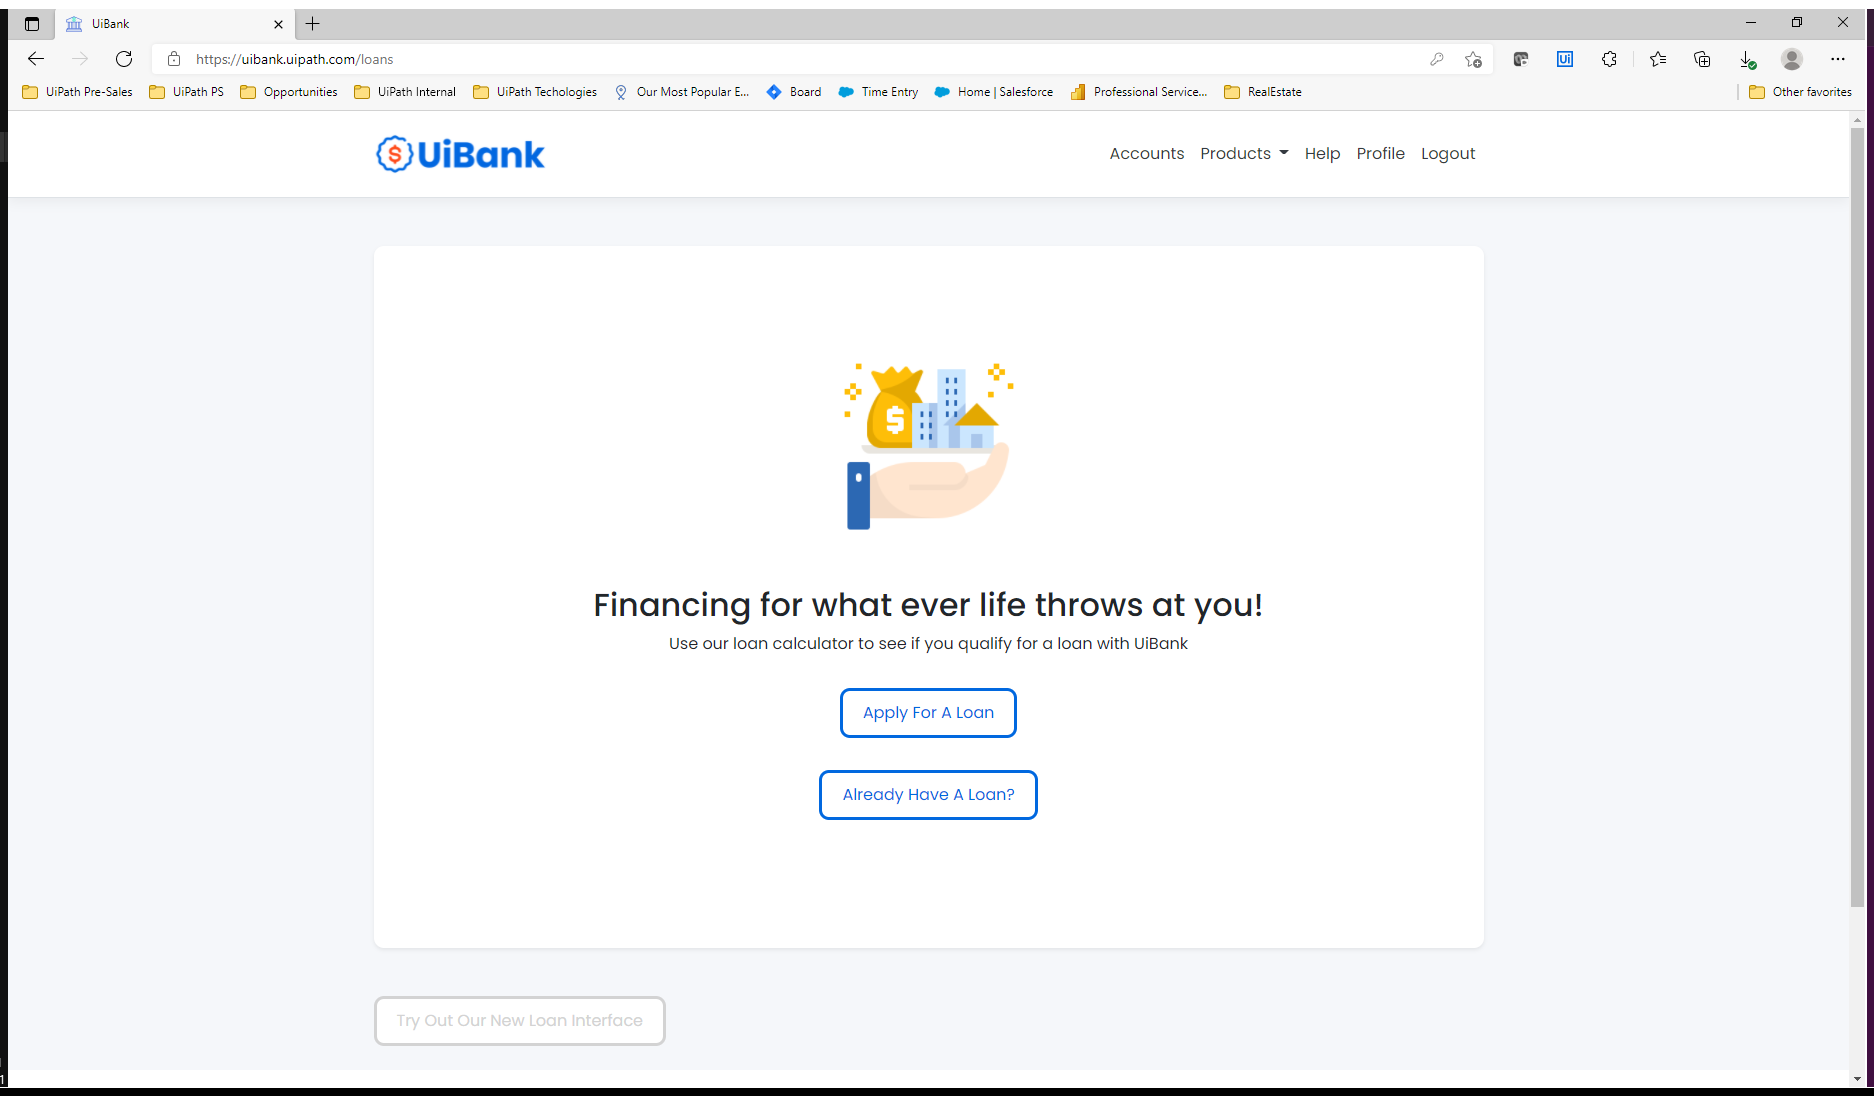 UiBank
https://uibank.uipath.com/loans
Ui
UiPath Pre-Sales UiPath PS Opportunities UiPath Internal UiPath Techologies Our Most Popular E... Board Time Entry Home | Salesforce Professional Service... RealEstate Other favorites
$ UiBank Accounts Products Help Profile Logout
$
Financing for what ever life throws at you!
Use our loan calculator to see if you qualify for a loan with UiBank
Apply For A Loan
Already Have A Loan?
Try Out Our New Loan Interface
1